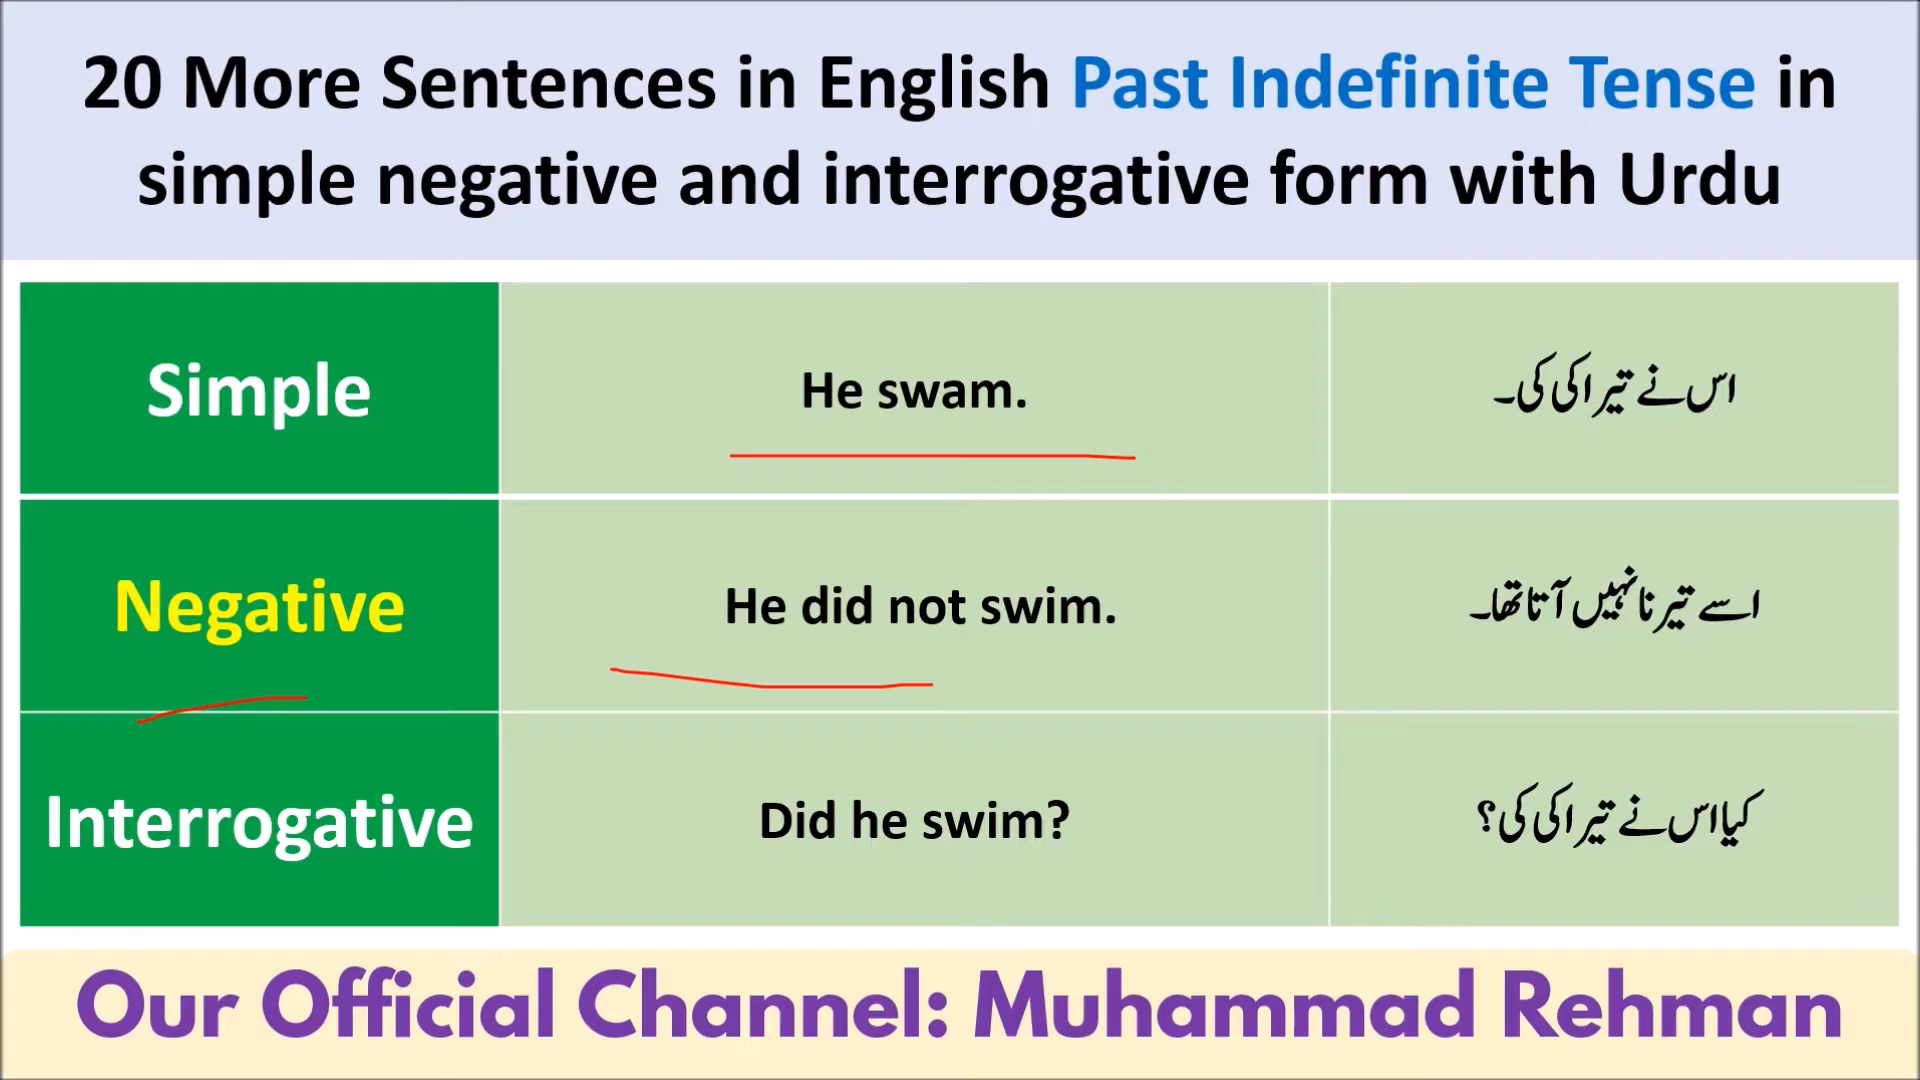 20 More Sentences in English Past Indefinite Tense in
simple negative and interrogative form with Urdu
Simple
He swam.
اس نے تیراکی کی۔
Negative
He did not swim.
اسے تیرنا نہیں آتا تھا۔
Interrogative
Did he swim?
کیا اس نے تیراکی کی؟
Our Official Channel: Muhammad Rehman